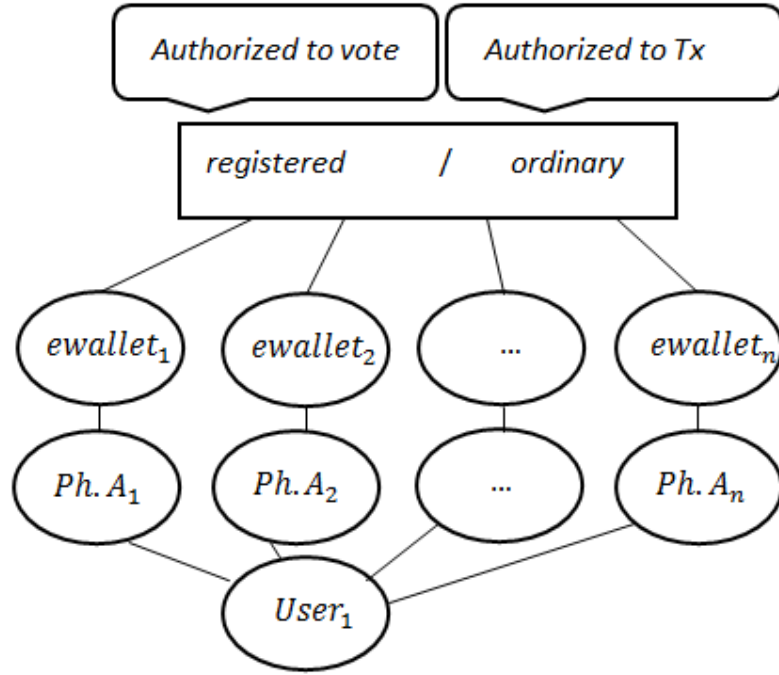 Authorized to vote
Authorized to Tx
registered / ordinary
ewallet₁
ewallet₂
...
ewalletₙ
Ph. A₁
Ph. A₂
...
Ph. Aₙ
User₁